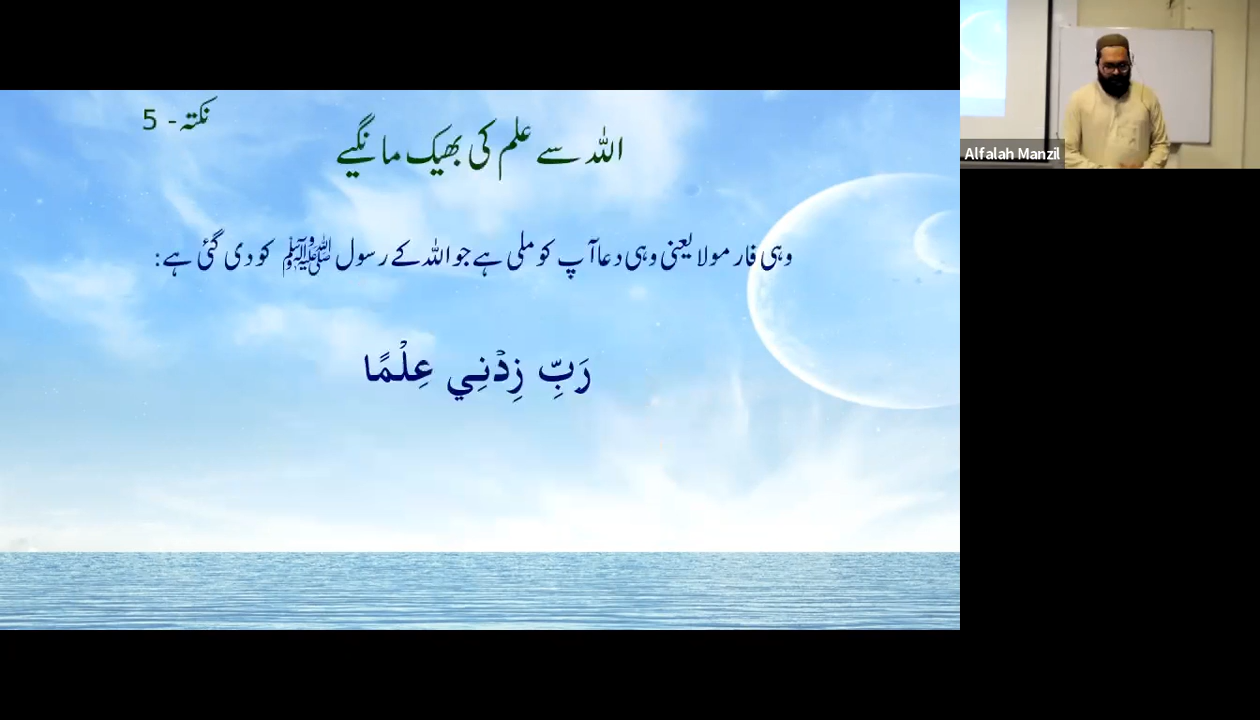 نکتہ - 5
اللہ سے علم کی بھیک مانگیے
وہی فارمولا یعنی وہی دعا آپ کو ملی ہے جو اللہ کے رسول ﷺ کو دی گئی ہے:
رَبِّ زِدْنِي عِلْمًا
Alfalah Manzil